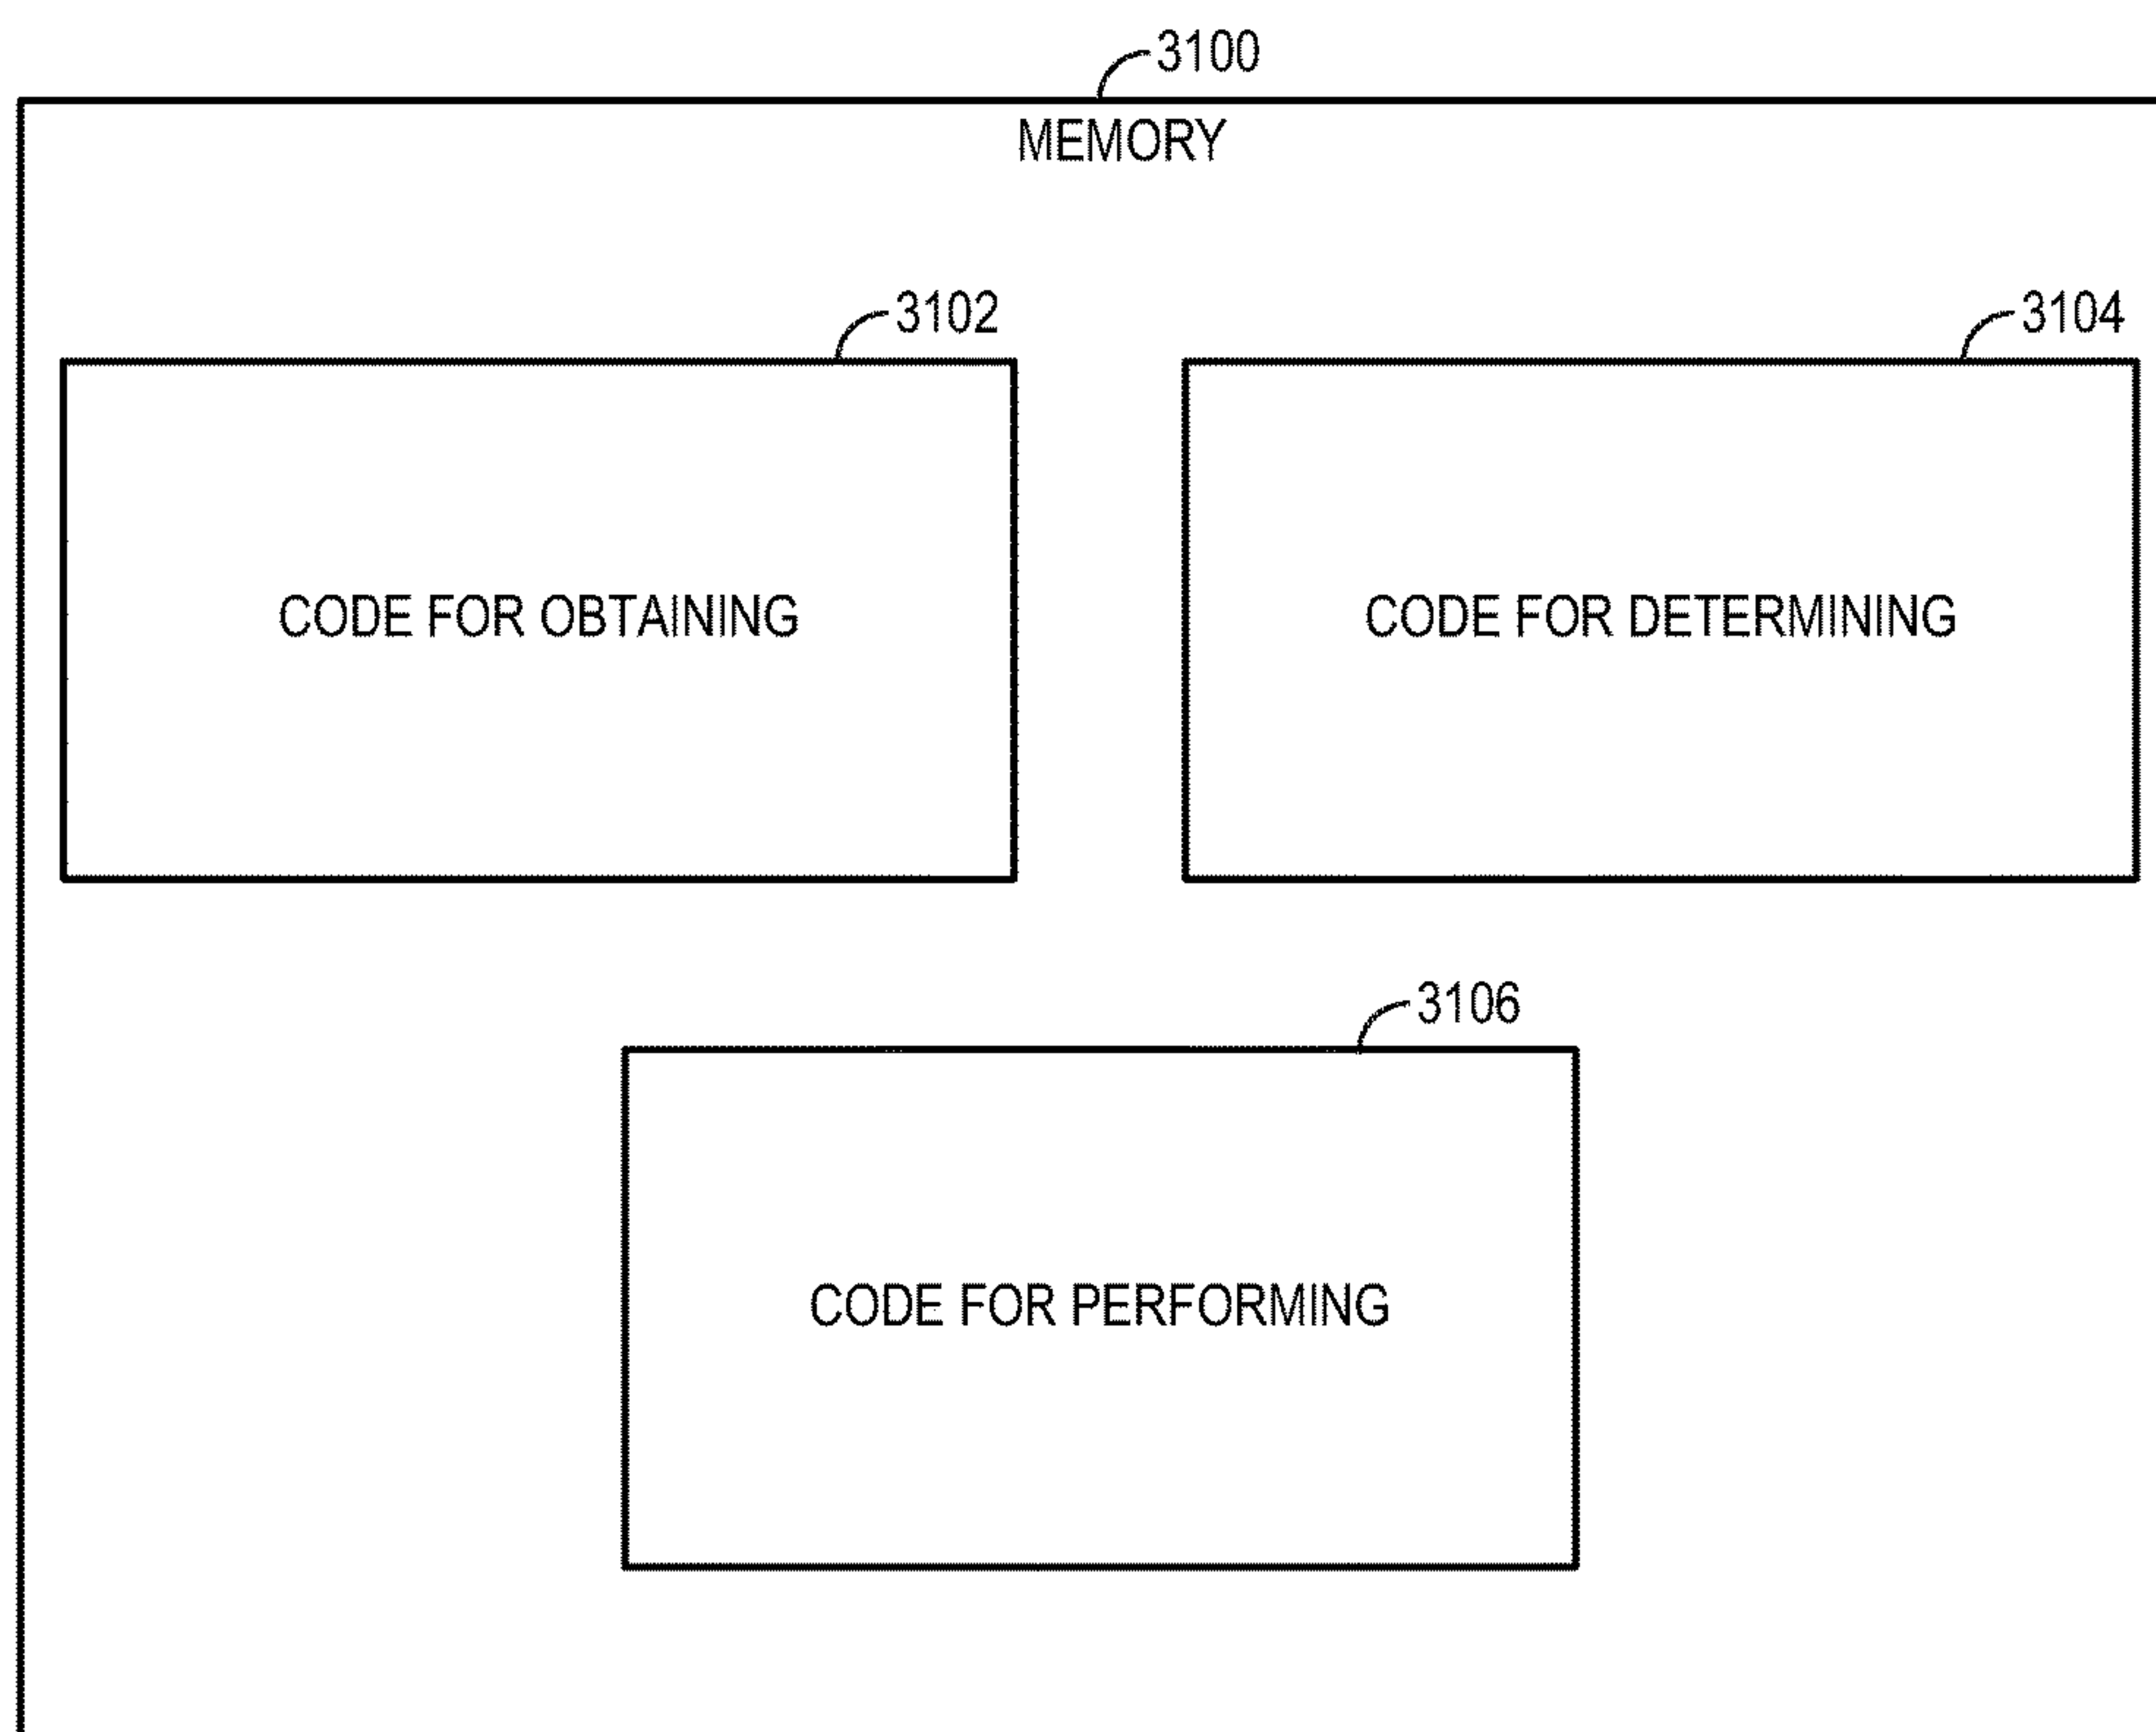 3100
MEMORY
3102
3104
CODE FOR OBTAINING
CODE FOR DETERMINING
3106
CODE FOR PERFORMING